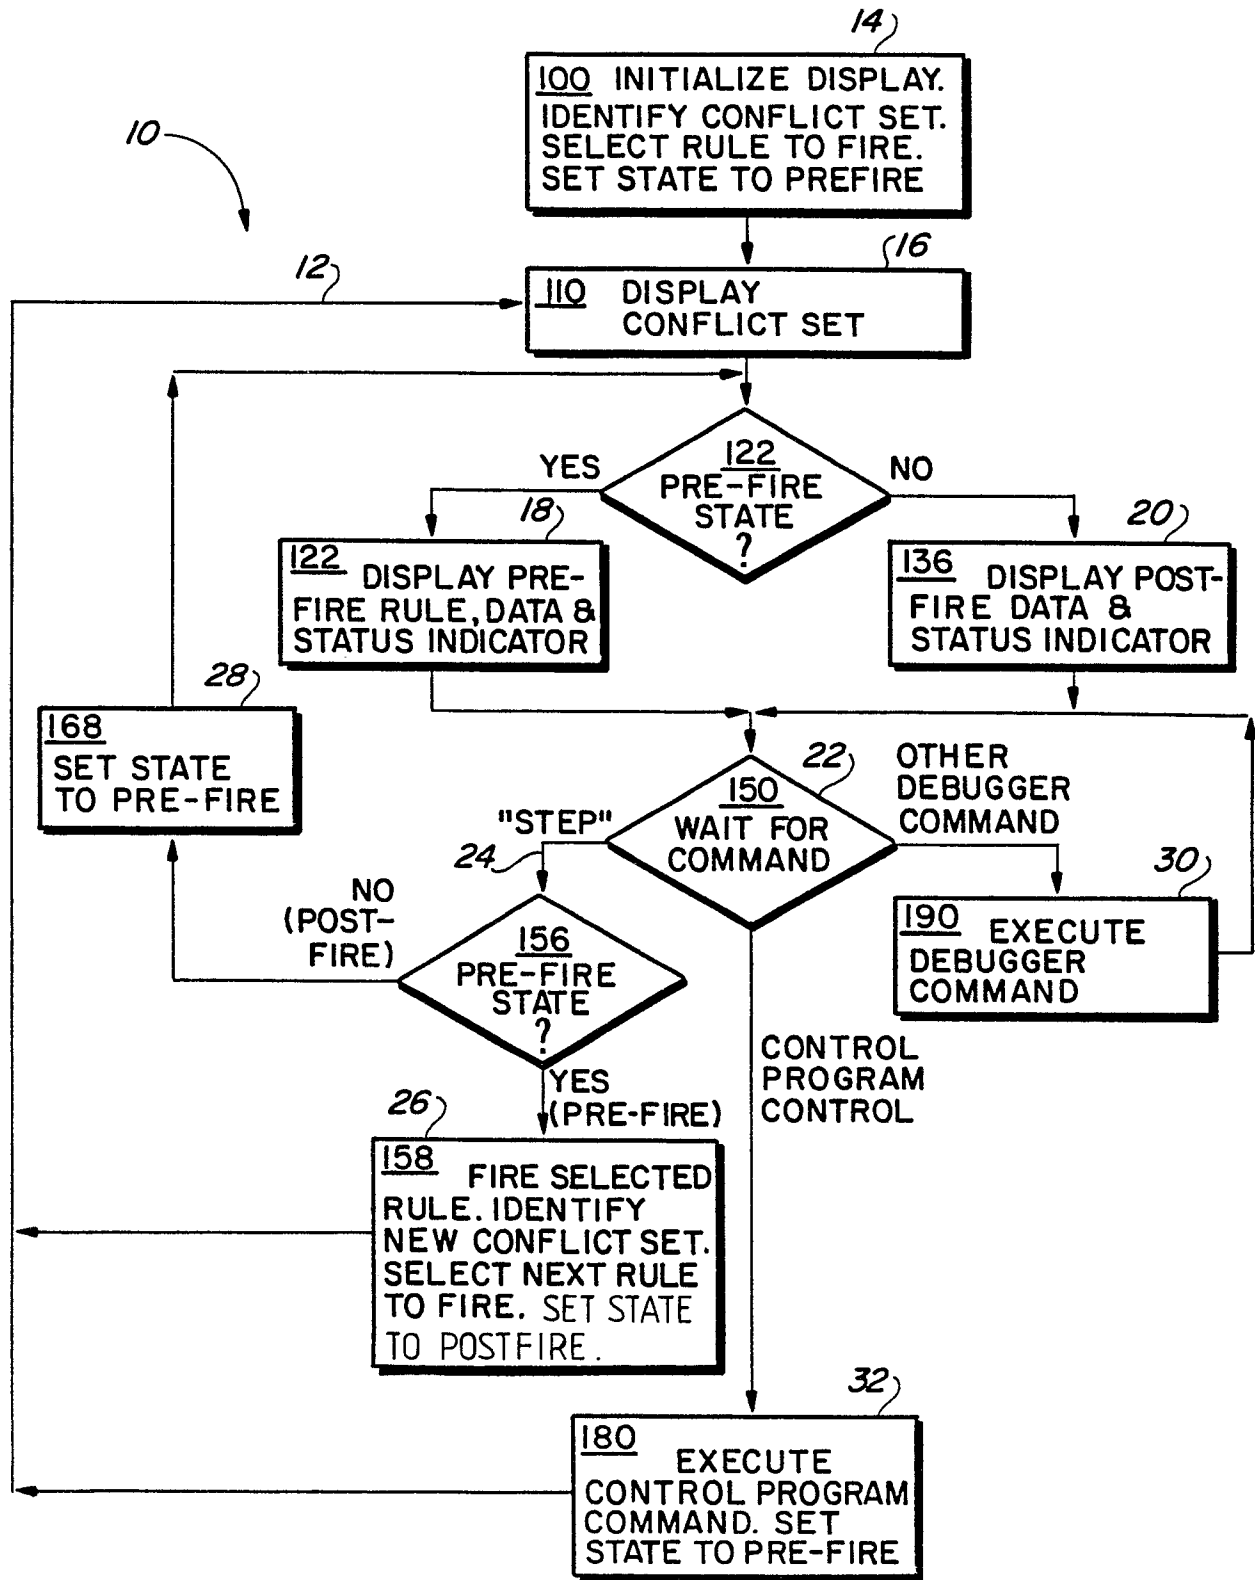 14
100 INITIALIZE DISPLAY.
IDENTIFY CONFLICT SET.
SELECT RULE TO FIRE.
SET STATE TO PREFIRE
10
16
12
110 DISPLAY
CONFLICT SET
122
PRE-FIRE
STATE
?
YES
NO
18
122 DISPLAY PRE-
FIRE RULE, DATA &
STATUS INDICATOR
20
136 DISPLAY POST-
FIRE DATA &
STATUS INDICATOR
28
168
SET STATE
TO PRE-FIRE
22
150
WAIT FOR
COMMAND
"STEP"
24
OTHER
DEBUGGER
COMMAND
30
190 EXECUTE
DEBUGGER
COMMAND
NO
(POST-
FIRE)
156
PRE-FIRE
STATE
?
YES
(PRE-FIRE)
CONTROL
PROGRAM
CONTROL
26
158 FIRE SELECTED
RULE. IDENTIFY
NEW CONFLICT SET.
SELECT NEXT RULE
TO FIRE. SET STATE
TO POSTFIRE.
32
180
EXECUTE
CONTROL PROGRAM
COMMAND. SET
STATE TO PRE-FIRE